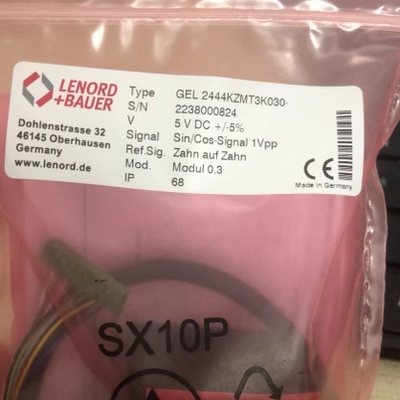 LENORD
+BAUER
Dohlenstrasse 32
46145 Oberhausen
Germany
www.lenord.de
Type GEL 2444KZMT3K030-
S/N 2238000824
V 5 V DC +/-5%
Signal Sin/Cos-Signal 1Vpp
Ref.Sig. Zahn auf Zahn
Mod. Modul 0.3
IP 68
CE
Made in Germany
SX10P